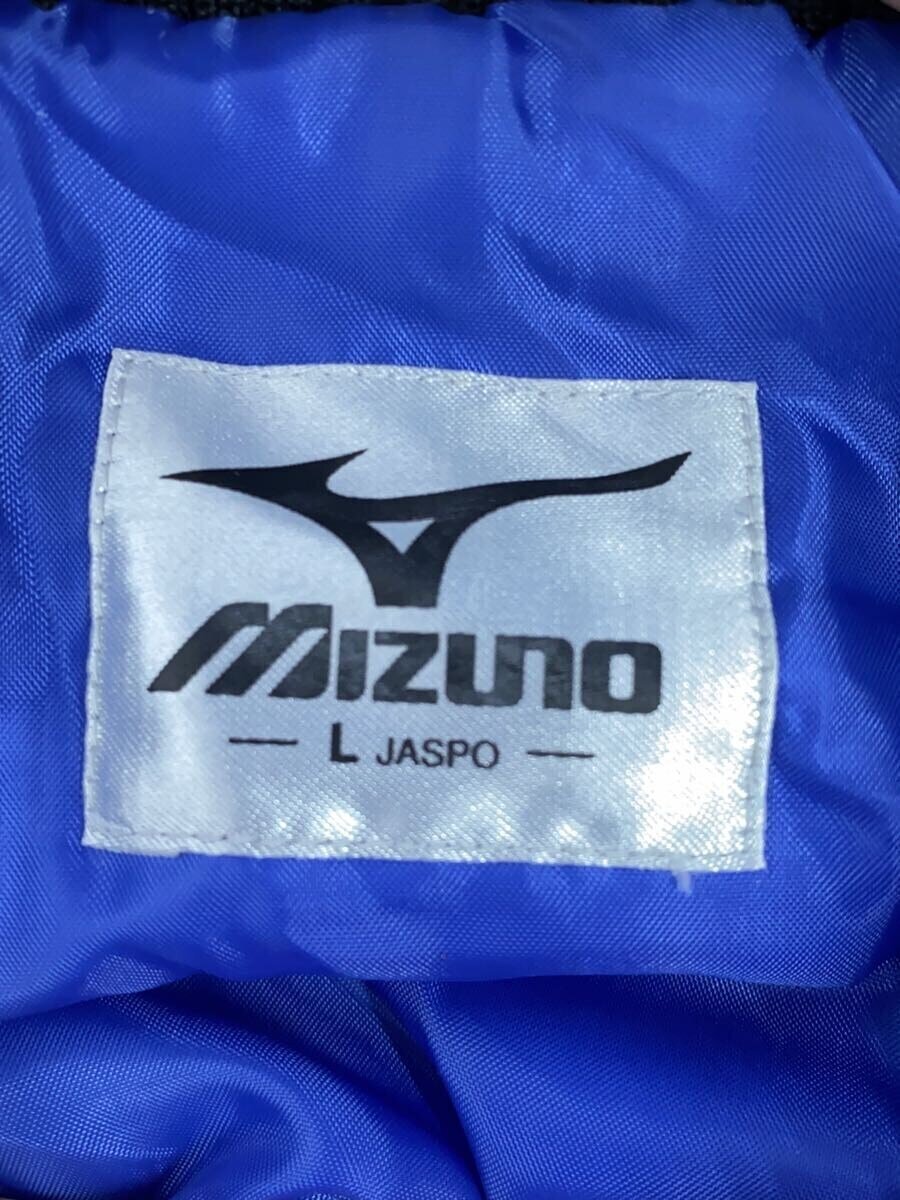 MIZUNO
— L JASPO —